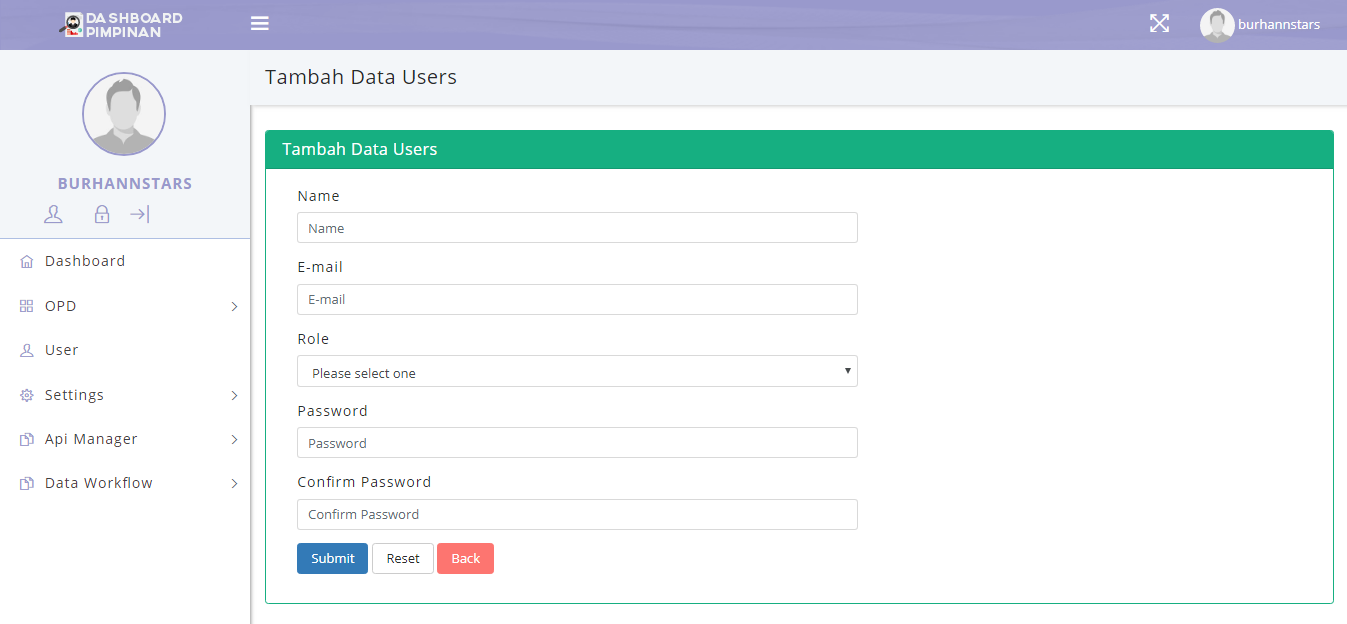 DASHBOARD
PIMPINAN
burhannstars
BURHANNSTARS
Dashboard
OPD
User
Settings
Api Manager
Data Workflow
Tambah Data Users
Tambah Data Users
Name
Name
E-mail
E-mail
Role
Please select one
Password
Password
Confirm Password
Confirm Password
Submit Reset Back